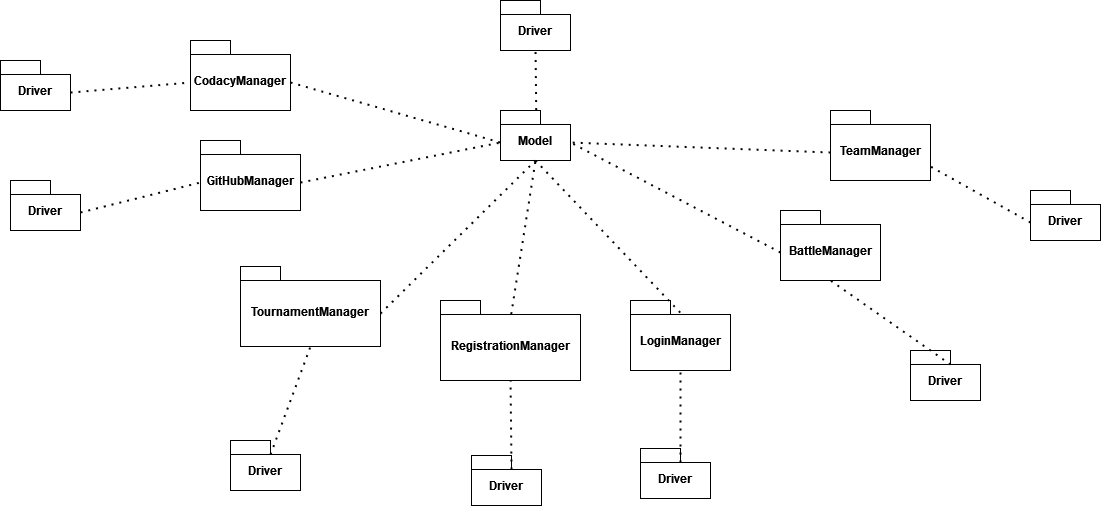 Driver
CodacyManager
Driver
Model
TeamManager
GitHubManager
Driver
Driver
BattleManager
TournamentManager
RegistrationManager
LoginManager
Driver
Driver
Driver
Driver